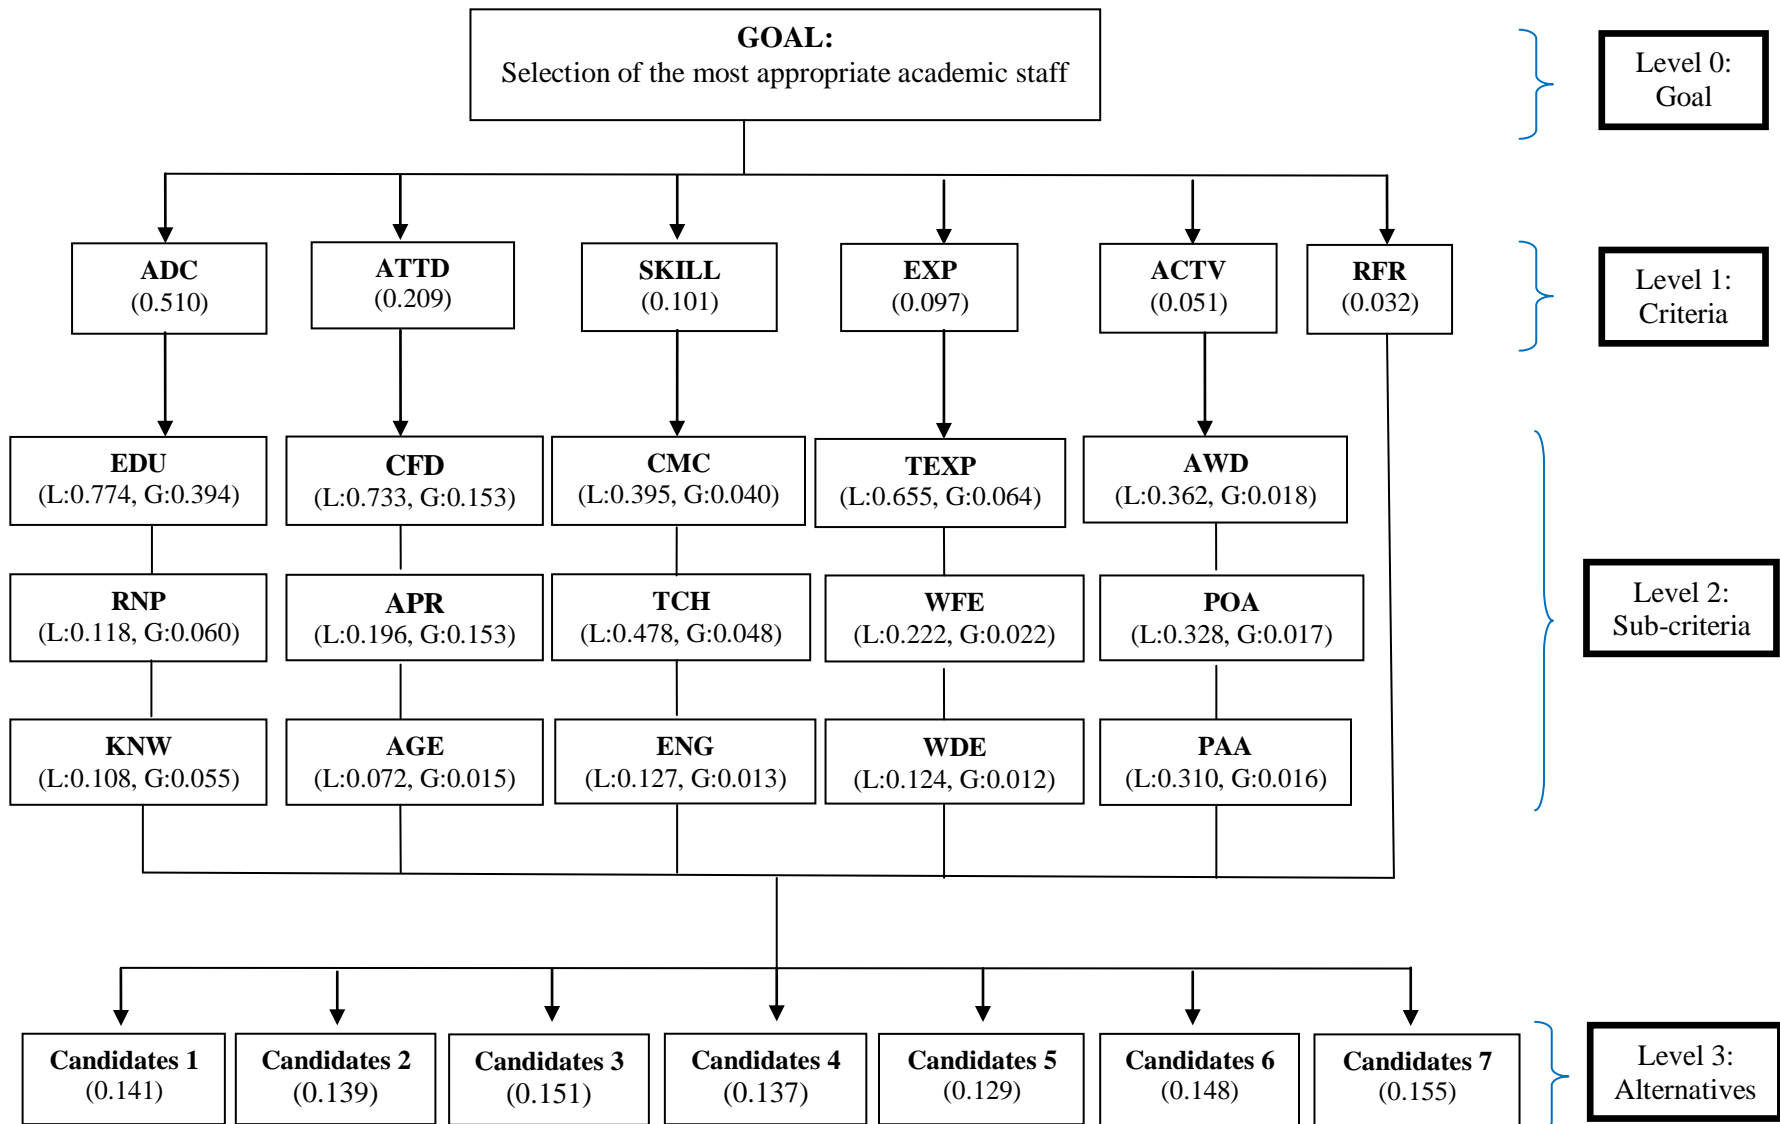 GOAL:
Selection of the most appropriate academic staff
Level 0:
Goal
ADC
(0.510)
ATTD
(0.209)
SKILL
(0.101)
EXP
(0.097)
ACTV
(0.051)
RFR
(0.032)
Level 1:
Criteria
EDU
(L:0.774, G:0.394)
CFD
(L:0.733, G:0.153)
CMC
(L:0.395, G:0.040)
TEXP
(L:0.655, G:0.064)
AWD
(L:0.362, G:0.018)
RNP
(L:0.118, G:0.060)
APR
(L:0.196, G:0.153)
TCH
(L:0.478, G:0.048)
WFE
(L:0.222, G:0.022)
POA
(L:0.328, G:0.017)
Level 2:
Sub-criteria
KNW
(L:0.108, G:0.055)
AGE
(L:0.072, G:0.015)
ENG
(L:0.127, G:0.013)
WDE
(L:0.124, G:0.012)
PAA
(L:0.310, G:0.016)
Candidates 1
(0.141)
Candidates 2
(0.139)
Candidates 3
(0.151)
Candidates 4
(0.137)
Candidates 5
(0.129)
Candidates 6
(0.148)
Candidates 7
(0.155)
Level 3:
Alternatives